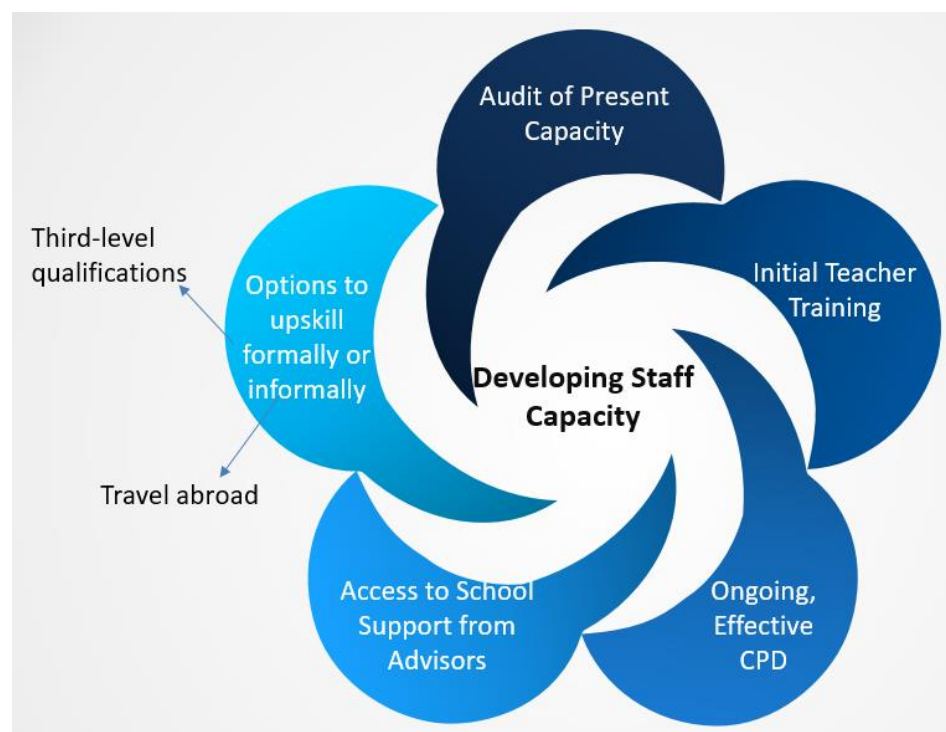 Audit of Present
Capacity
Initial Teacher
Training
Ongoing,
Effective
CPD
Access to School
Support from
Advisors
Options to
upskill
formally or
informally
Third-level
qualifications
Travel abroad
Developing Staff
Capacity